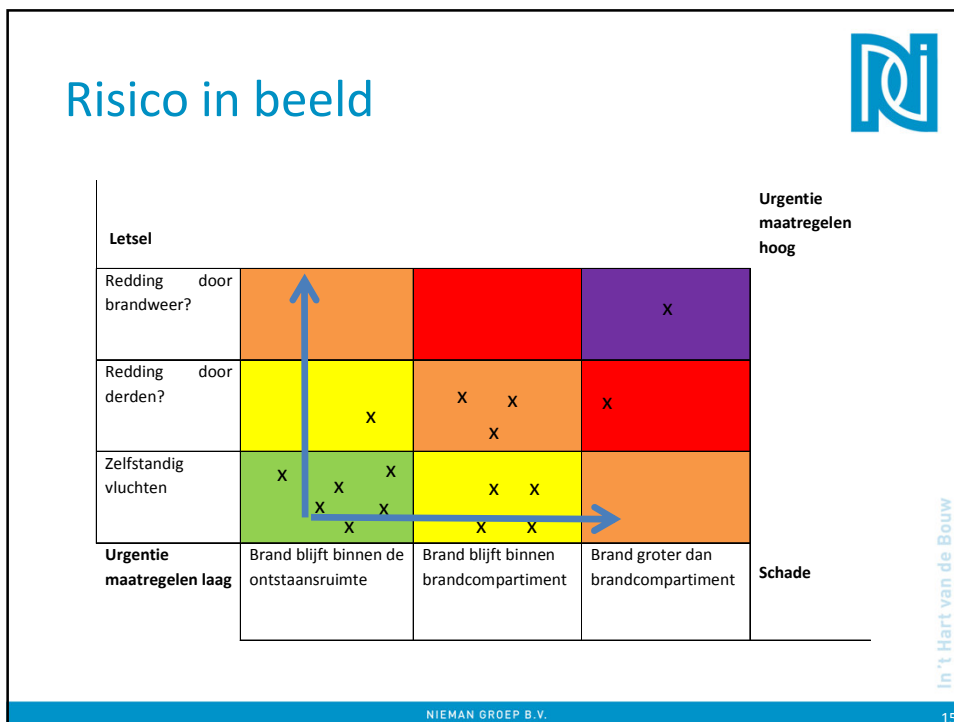 Risico in beeld
Urgentie
maatregelen
hoog
Letsel
Redding door
brandweer?
x
Redding door
derden?
x
x
x
x
x
Zelfstandig
vluchten
x
x
x
x
x
x
x
x
x
x
Urgentie
maatregelen laag
Brand blijft binnen de
ontstaansruimte
Brand blijft binnen
brandcompartiment
Brand groter dan
brandcompartiment
Schade
In 't Hart van de Bouw
NIEMAN GROEP B.V.
15